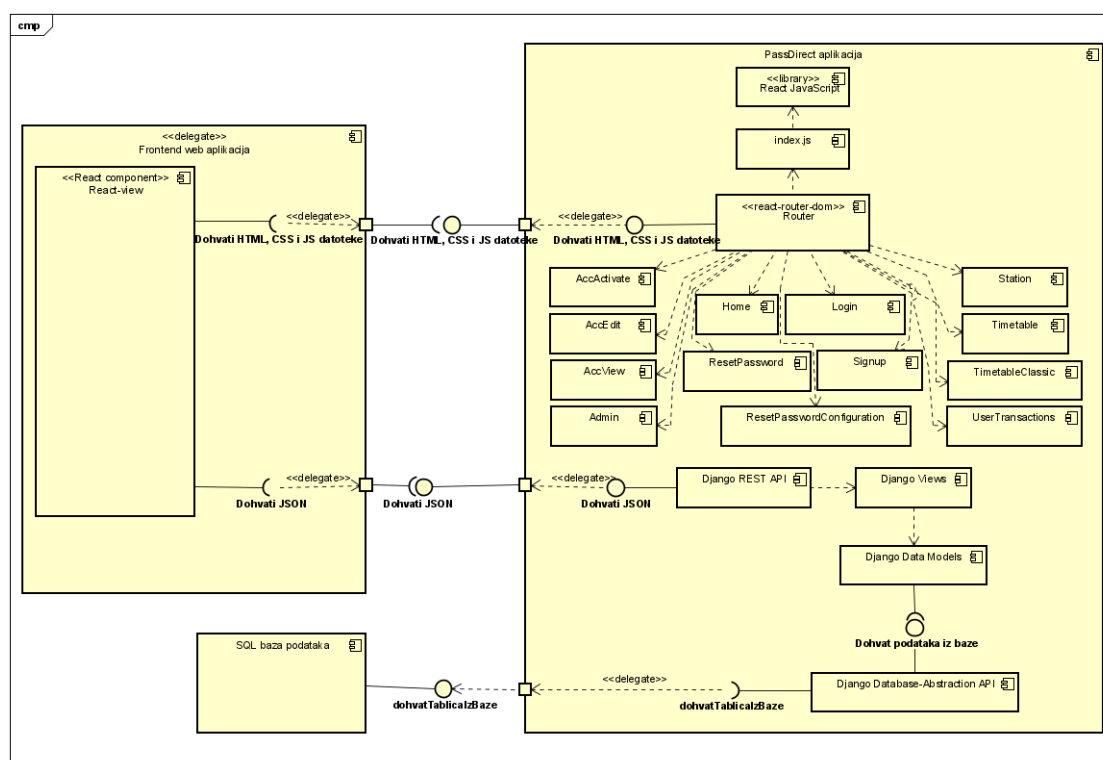 cmp
PassDirect aplikacija
<<library>>
React JavaScript
index.js
<<react-router-dom>>
Router
<<delegate>>
Frontend web aplikacija
<<React component>>
React-view
<<delegate>>
Dohvati HTML, CSS i JS datoteke
Dohvati HTML, CSS i JS datoteke
<<delegate>>
Dohvati HTML, CSS i JS datoteke
AccActivate
Home
Login
Station
AccEdit
Timetable
AccView
ResetPassword
Signup
TimetableClassic
Admin
ResetPasswordConfiguration
UserTransactions
<<delegate>>
Dohvati JSON
Dohvati JSON
<<delegate>>
Dohvati JSON
Django REST API
Django Views
Django Data Models
Dohvat podataka iz baze
SQL baza podataka
dohvatTablicaIzBaze
<<delegate>>
dohvatTablicaIzBaze
Django Database-Abstraction API